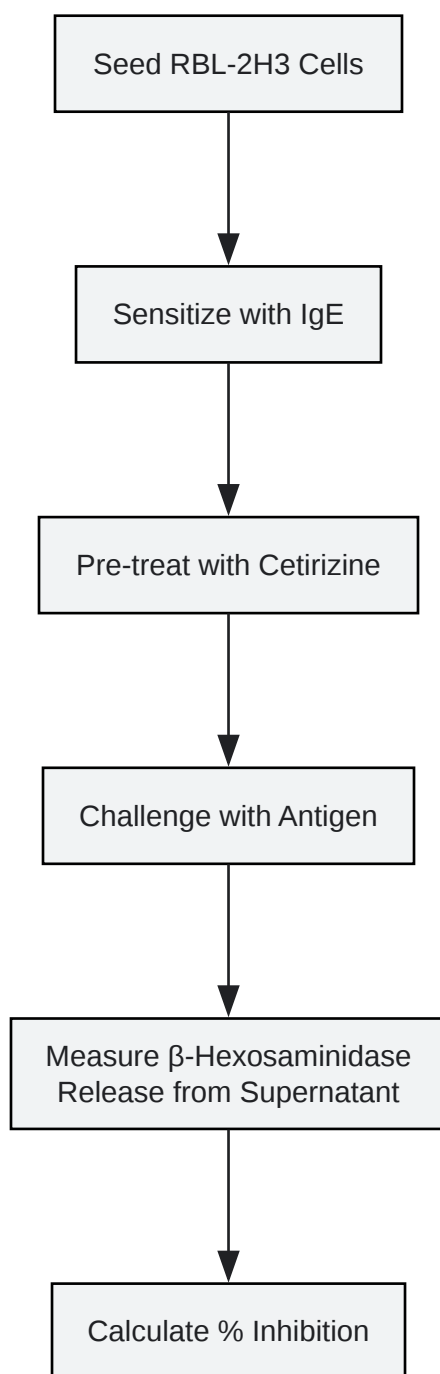 Seed RBL-2H3 Cells
Sensitize with IgE
Pre-treat with Cetirizine
Challenge with Antigen
Measure β-Hexosaminidase
Release from Supernatant
Calculate % Inhibition